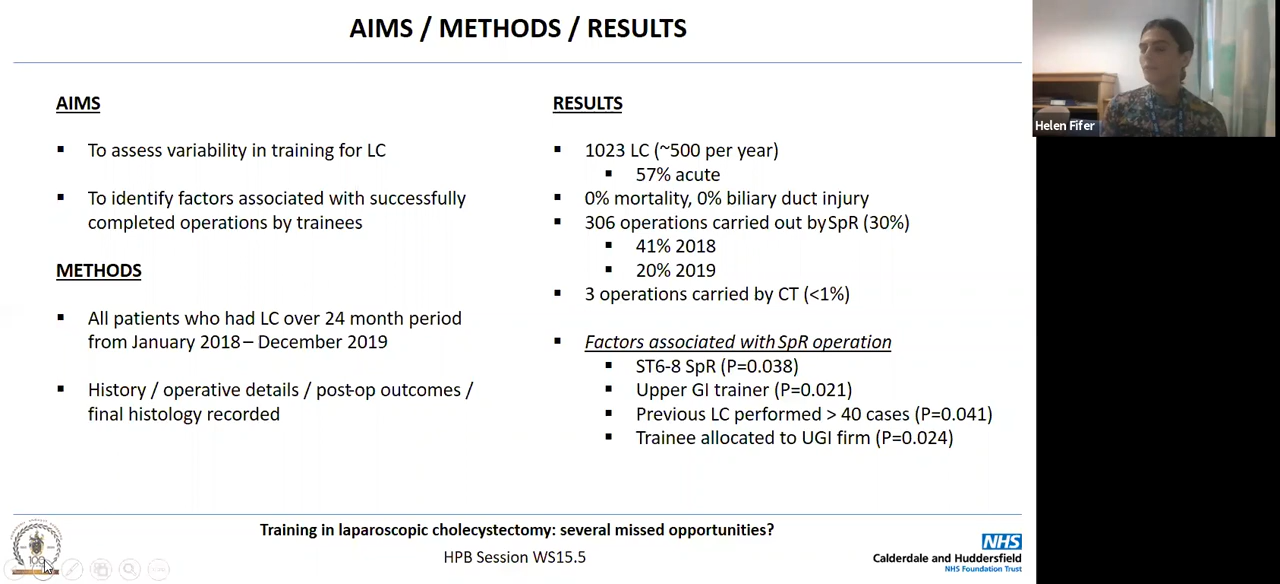 AIMS / METHODS / RESULTS
AIMS
To assess variability in training for LC
To identify factors associated with successfully
completed operations by trainees
METHODS
All patients who had LC over 24 month period
from January 2018 – December 2019
History / operative details / post-op outcomes /
final histology recorded
RESULTS
1023 LC (~500 per year)
57% acute
0% mortality, 0% biliary duct injury
306 operations carried out by SpR (30%)
41% 2018
20% 2019
3 operations carried by CT (<1%)
Factors associated with SpR operation
ST6-8 SpR (P=0.038)
Upper GI trainer (P=0.021)
Previous LC performed > 40 cases (P=0.041)
Trainee allocated to UGI firm (P=0.024)
Helen Fifer
Training in laparoscopic cholecystectomy: several missed opportunities?
HPB Session WS15.5
NHS
Calderdale and Huddersfield
NHS Foundation Trust
100